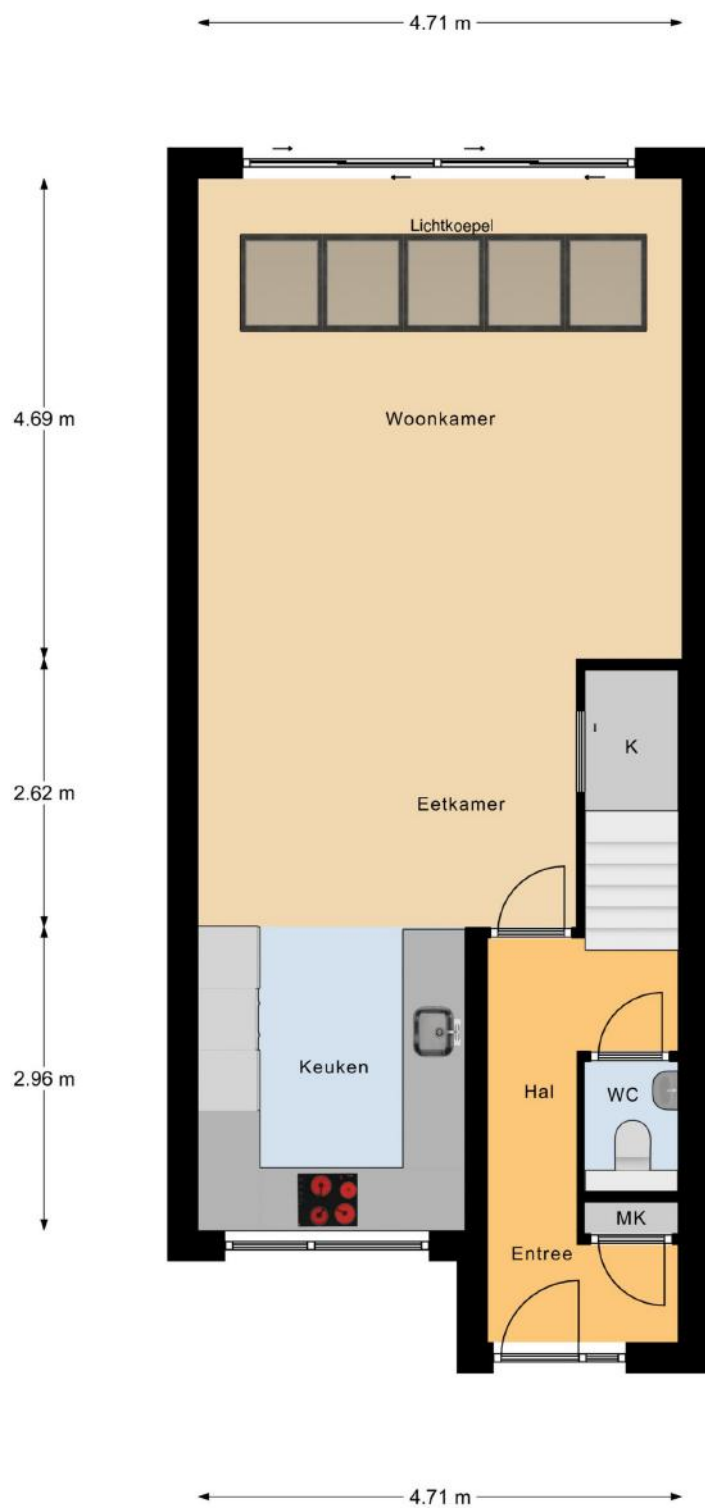 4.71 m
Lichtkoepel
4.69 m
Woonkamer
K
2.62 m
Eetkamer
2.96 m
Keuken
Hal
WC
MK
Entree
4.71 m